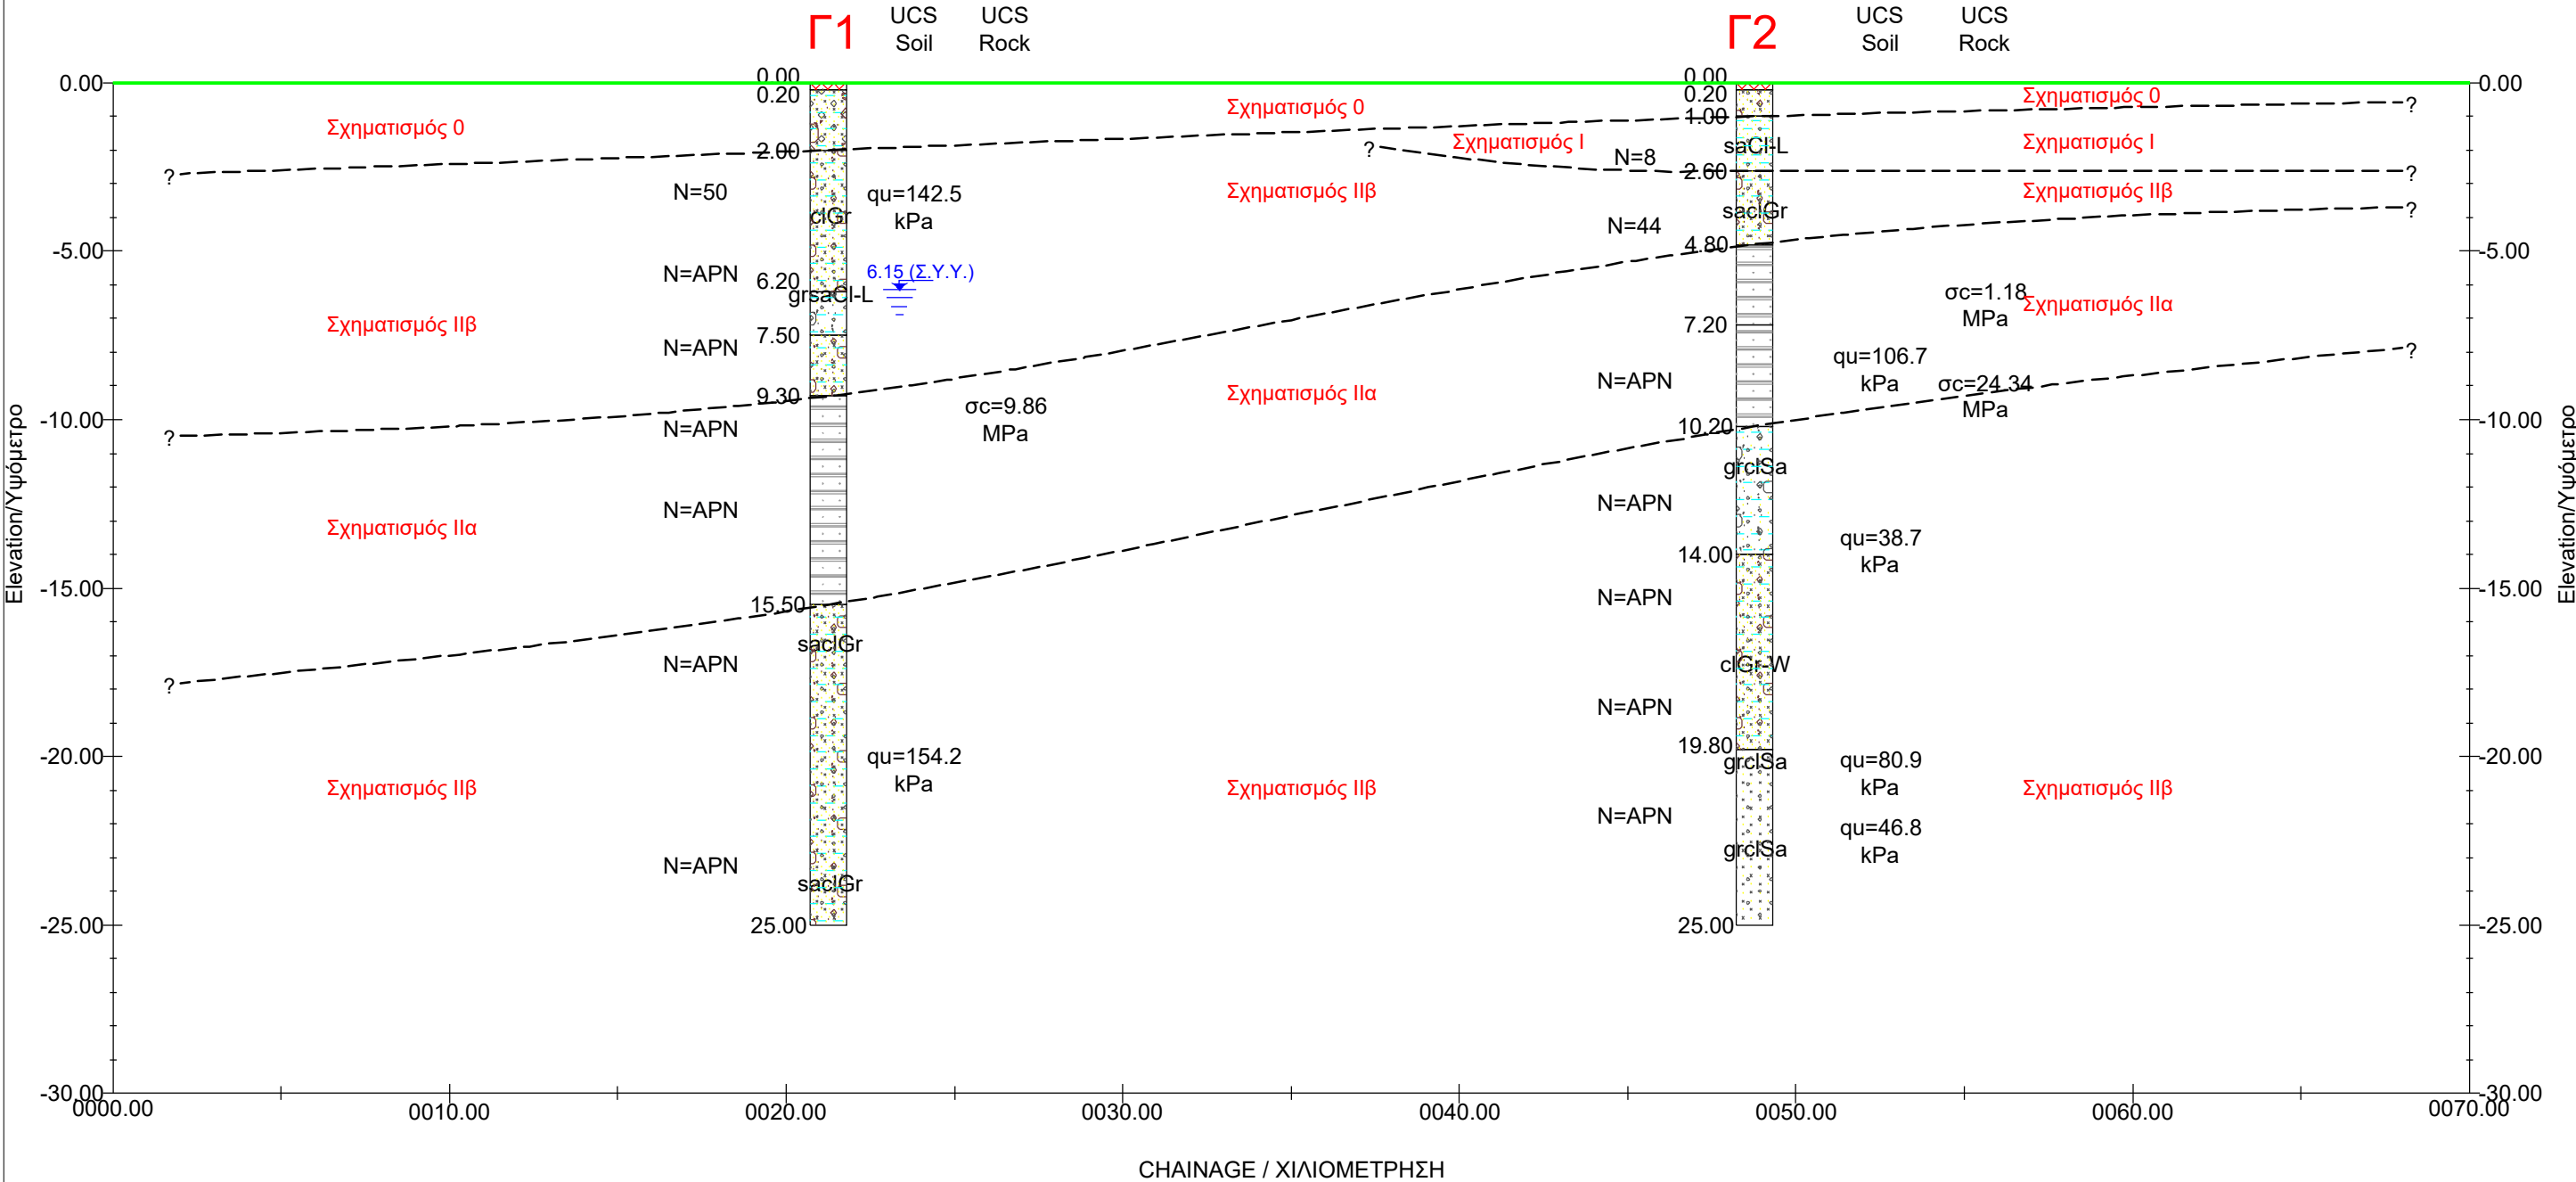 Γ1
UCS
Soil
UCS
Rock
Γ2
UCS
Soil
UCS
Rock
0.00
0.00
0.00
0.00
0.20
0.20
Σχηματισμός 0
Σχηματισμός 0
Σχηματισμός 0
?
1.00
2.00
?
Σχηματισμός I
N=8
saCl-L
Σχηματισμός I
?
2.60
?
N=50
qu=142.5
kPa
Σχηματισμός IIβ
Σχηματισμός IIβ
clGr
N=44
saclGr
?
-5.00
4.80
-5.00
N=APN
6.20
6.15 (Σ.Υ.Υ.)
grsaCl-L
σc=1.18
MPa
Σχηματισμός IIα
Σχηματισμός IIβ
7.20
7.50
N=APN
qu=106.7
kPa
?
N=APN
σc=24.34
MPa
9.30
Σχηματισμός IIα
σc=9.86
MPa
-10.00
?
N=APN
10.20
-10.00
grclSa
N=APN
N=APN
Σχηματισμός IIα
qu=38.7
kPa
14.00
-15.00
N=APN
-15.00
15.50
saclGr
N=APN
clGr-W
?
N=APN
19.80
-20.00
qu=154.2
kPa
grclSa
qu=80.9
kPa
-20.00
Σχηματισμός IIβ
Σχηματισμός IIβ
Σχηματισμός IIβ
N=APN
qu=46.8
kPa
grclSa
N=APN
saclGr
-25.00
25.00
25.00
-25.00
-30.00
-30.00
Elevation/Υψόμετρο
Elevation/Υψόμετρο
0000.00
0010.00
0020.00
0030.00
0040.00
0050.00
0060.00
0070.00
CHAINAGE / ΧΙΛΙΟΜΕΤΡΗΣΗ